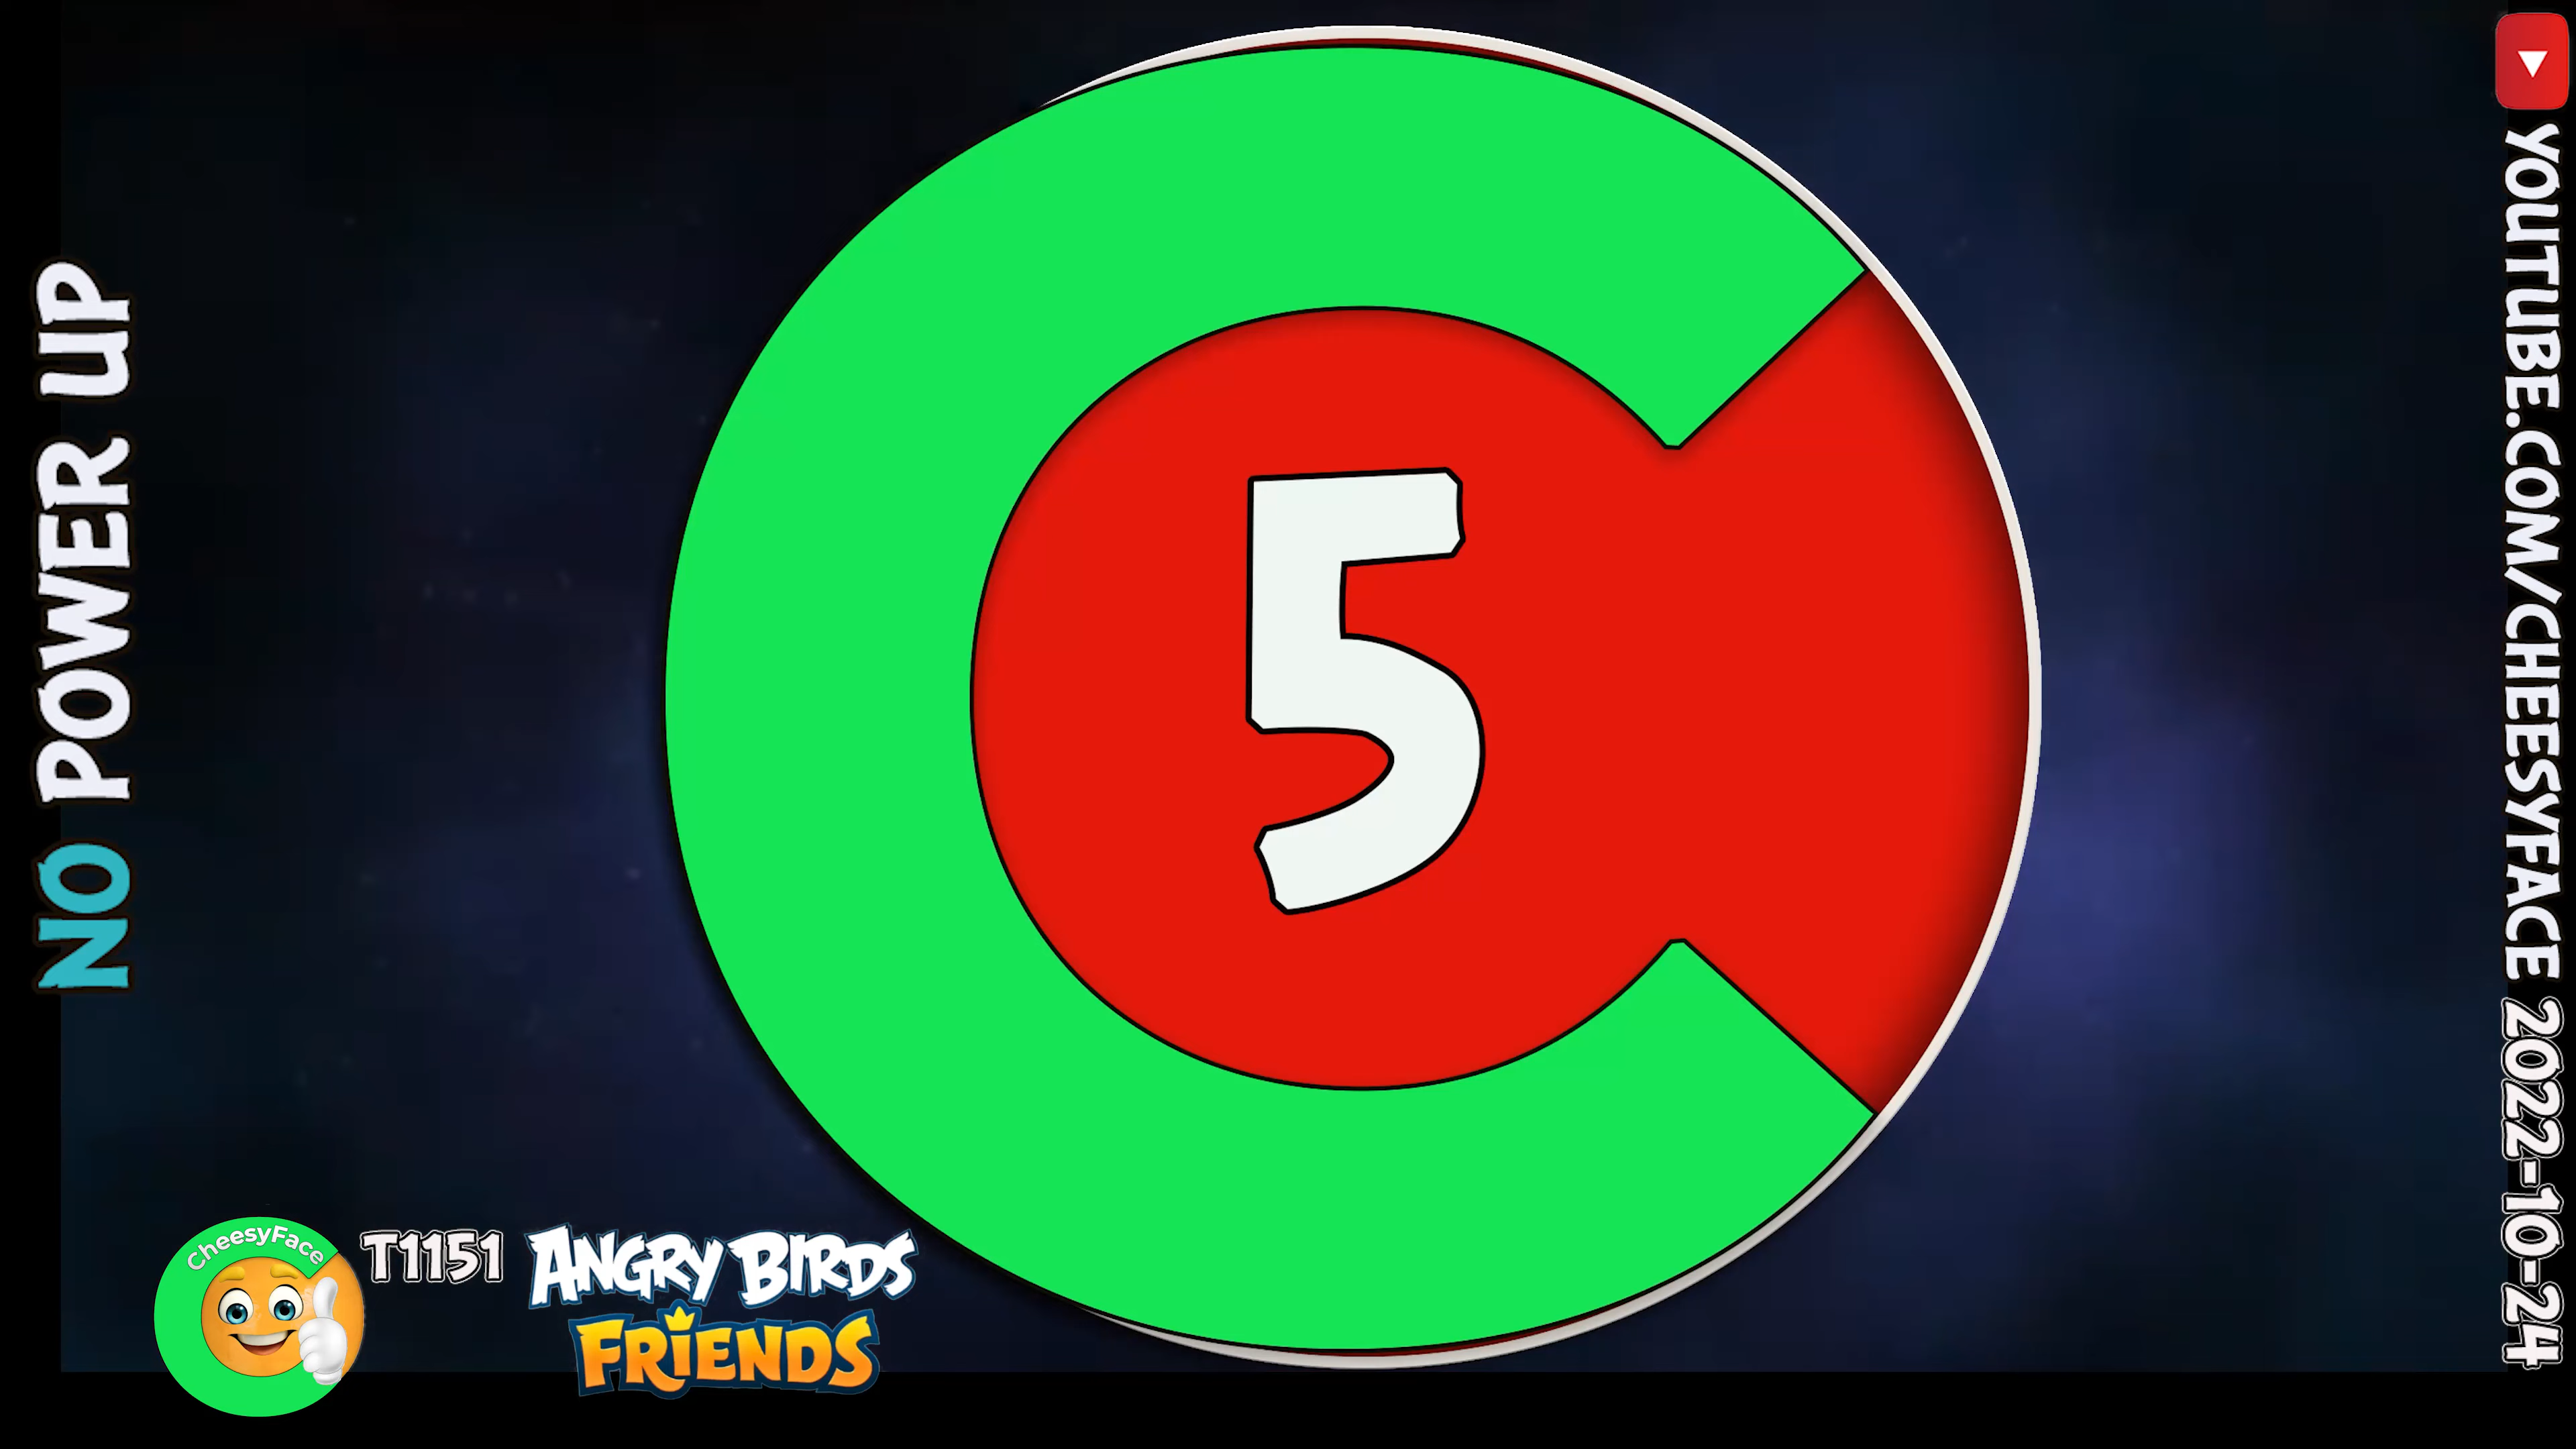 NO POWER UP
5
CheesyFace
T1151
ANGRY BIRDS
FRIENDS
YOUTUBE.COM/CHEESYFACE 2022-10-24